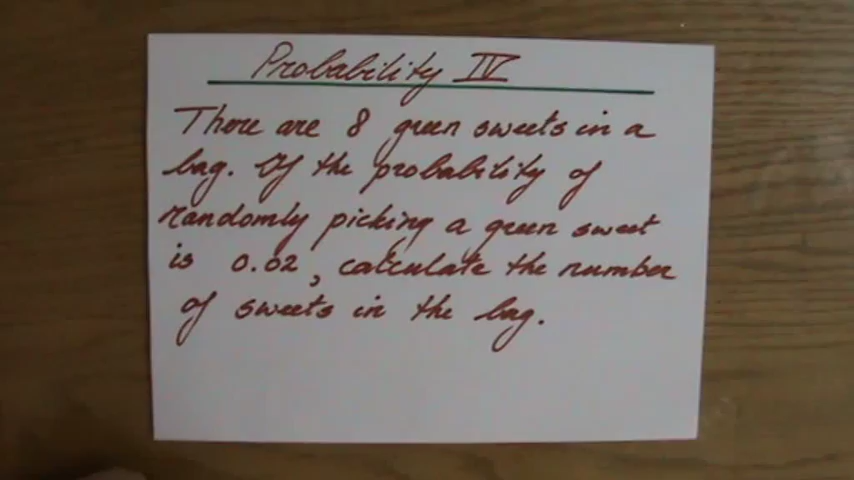 Probability IV
There are 8 green sweets in a
bag. If the probability of
randomly picking a green sweet
is 0.02, calculate the number
of sweets in the bag.